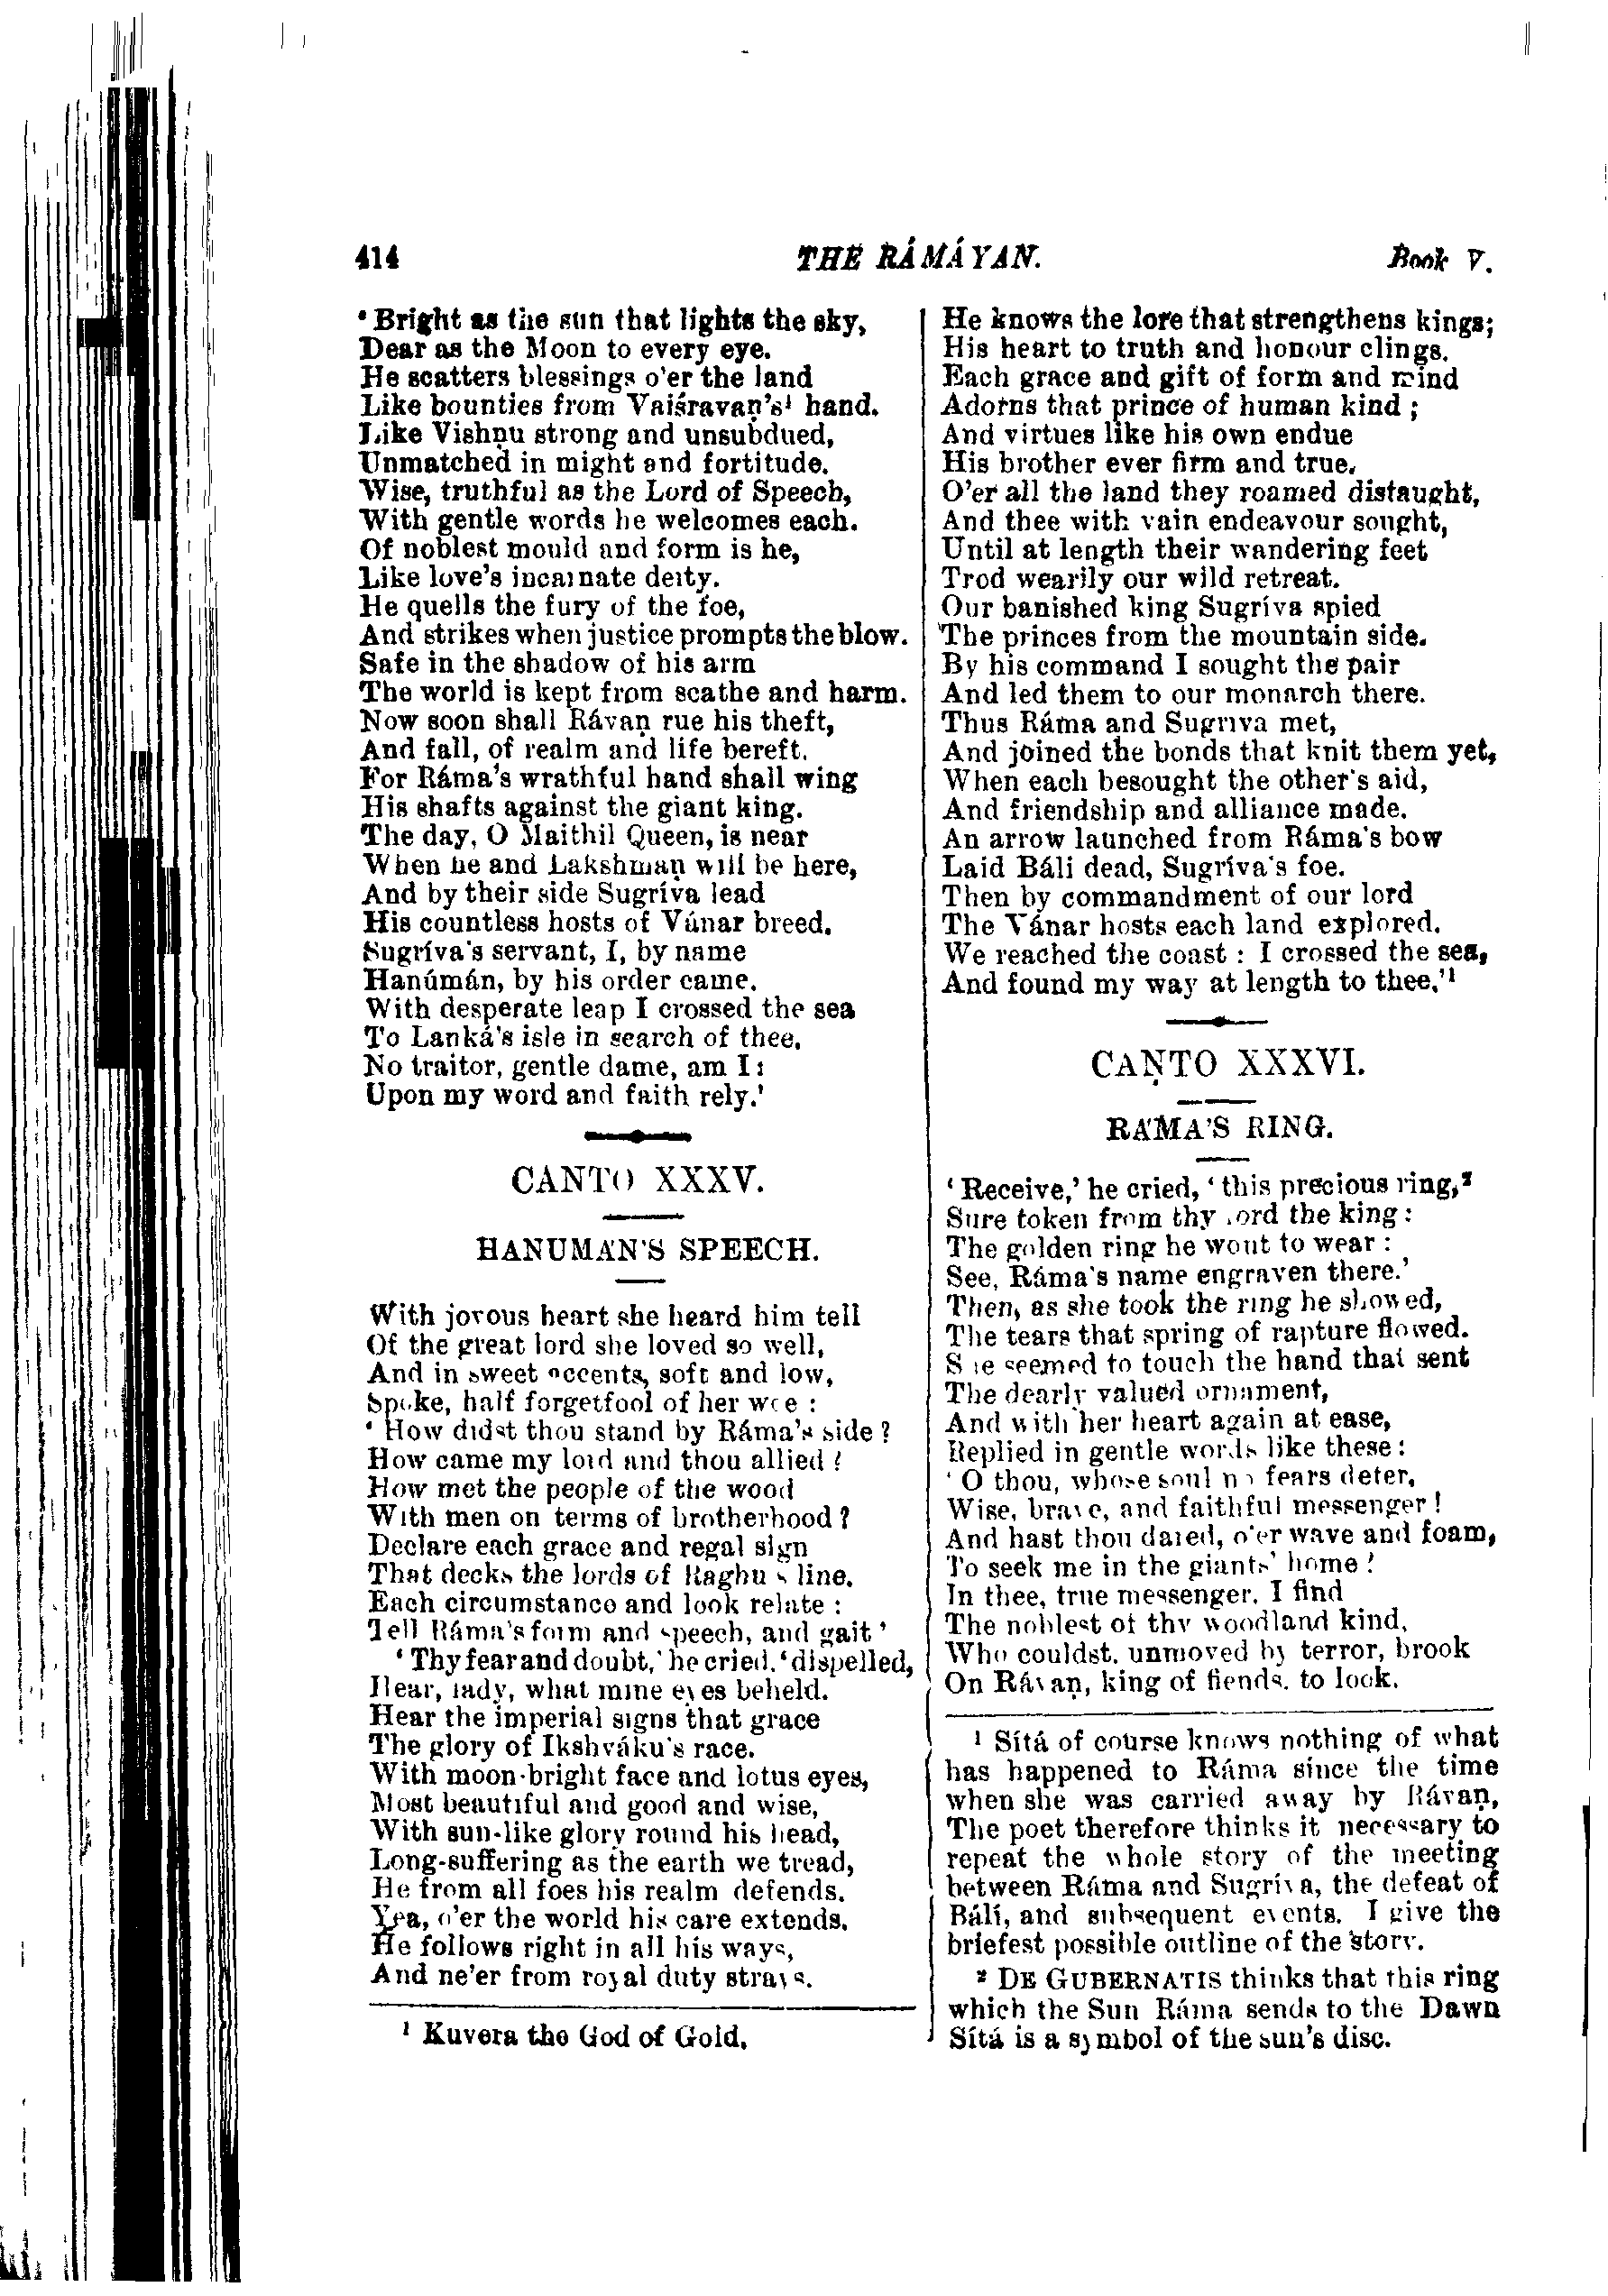 414 THE RÁMÁYAN. Book V.
'Bright as the sun that lights the sky,
Dear as the Moon to every eye.
He scatters blessings o'er the land
Like bounties from Vaiśravaṇ's¹ hand.
Like Vishṇu strong and unsubdued,
Unmatched in might and fortitude.
Wise, truthful as the Lord of Speech,
With gentle words he welcomes each.
Of noblest mould and form is he,
Like love's incarnate deity.
He quells the fury of the foe,
And strikes when justice prompts the blow.
Safe in the shadow of his arm
The world is kept from scathe and harm.
Now soon shall Rávaṇ rue his theft,
And fall, of realm and life bereft.
For Ráma's wrathful hand shall wing
His shafts against the giant king.
The day, O Maithil Queen, is near
When he and Lakshmaṇ will be here,
And by their side Sugríva lead
His countless hosts of Vánar breed.
Sugríva's servant, I, by name
Hanúmán, by his order came.
With desperate leap I crossed the sea
To Lanká's isle in search of thee.
No traitor, gentle dame, am I:
Upon my word and faith rely.'
CANTO XXXV.
HANUMÁN'S SPEECH.
With joyous heart she heard him tell
Of the great lord she loved so well,
And in sweet accents, soft and low,
Spoke, half forgetfool of her woe :
'How didst thou stand by Ráma's side ?
How came my lord and thou allied ?
How met the people of the wood
With men on terms of brotherhood ?
Declare each grace and regal sign
That decks the lords of Raghu's line.
Each circumstance and look relate :
Tell Ráma's form and speech, and gait '
'Thy fear and doubt,' he cried, 'dispelled,
Hear, lady, what mine eyes beheld.
Hear the imperial signs that grace
The glory of Ikshváku's race.
With moon-bright face and lotus eyes,
Most beautiful and good and wise,
With sun-like glory round his head,
Long-suffering as the earth we tread,
He from all foes his realm defends.
Yea, o'er the world his care extends.
He follows right in all his ways,
And ne'er from royal duty strays.
¹ Kuvera the God of Gold.
He knows the lore that strengthens kings;
His heart to truth and honour clings.
Each grace and gift of form and mind
Adorns that prince of human kind ;
And virtues like his own endue
His brother ever firm and true.
O'er all the land they roamed distaught,
And thee with vain endeavour sought,
Until at length their wandering feet
Trod wearily our wild retreat.
Our banished king Sugríva spied
The princes from the mountain side.
By his command I sought the pair
And led them to our monarch there.
Thus Ráma and Sugríva met,
And joined the bonds that knit them yet,
When each besought the other's aid,
And friendship and alliance made.
An arrow launched from Ráma's bow
Laid Báli dead, Sugríva's foe.
Then by commandment of our lord
The Vánar hosts each land explored.
We reached the coast : I crossed the sea,
And found my way at length to thee.'¹
CAṆTO XXXVI.
RÁMA'S RING.
'Receive,' he cried, 'this precious ring,²
Sure token from thy lord the king :
The golden ring he wont to wear :
See, Ráma's name engraven there.'
Then, as she took the ring he showed,
The tears that spring of rapture flowed.
She seemed to touch the hand that sent
The dearly valued ornament,
And with her heart again at ease,
Replied in gentle words like these :
'O thou, whose soul no fears deter,
Wise, brave, and faithful messenger !
And hast thou dared, o'er wave and foam,
To seek me in the giants' home !
In thee, true messenger, I find
The noblest of thy woodland kind,
Who couldst, unmoved by terror, brook
On Rávaṇ, king of fiends, to look.
¹ Sítá of course knows nothing of what
has happened to Ráma since the time
when she was carried away by Rávaṇ,
The poet therefore thinks it necessary to
repeat the whole story of the meeting
between Ráma and Sugríva, the defeat of
Bálí, and subsequent events. I give the
briefest possible outline of the story.
² DE GUBERNATIS thinks that this ring
which the Sun Ráma sends to the Dawn
Sítá is a symbol of the sun's disc.